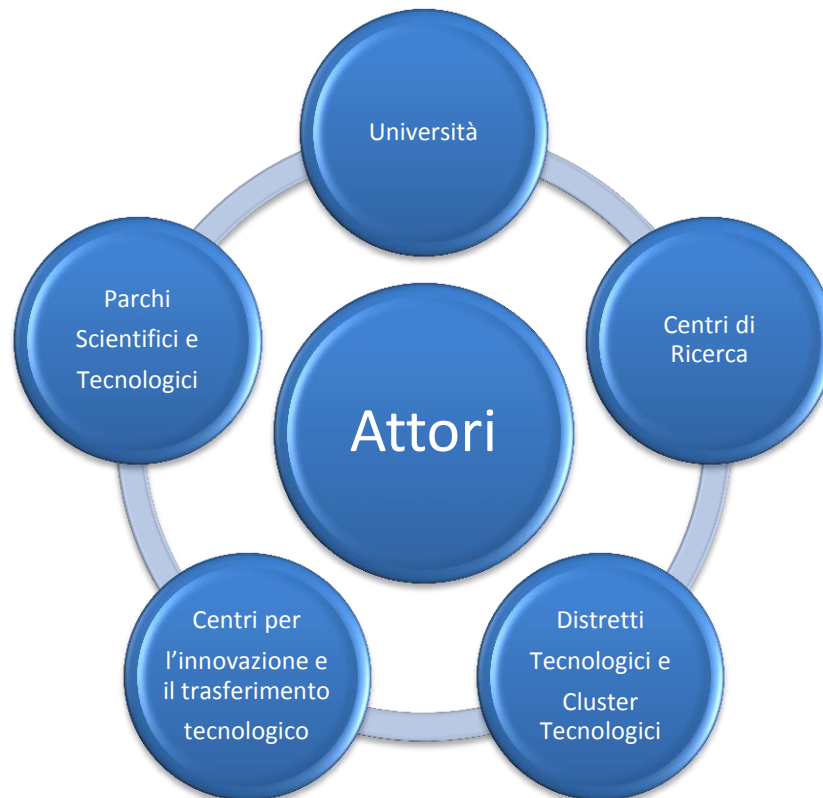 Università
Parchi
Scientifici e
Tecnologici
Centri di
Ricerca
Attori
Centri per
l’innovazione e
il trasferimento
tecnologico
Distretti
Tecnologici e
Cluster
Tecnologici